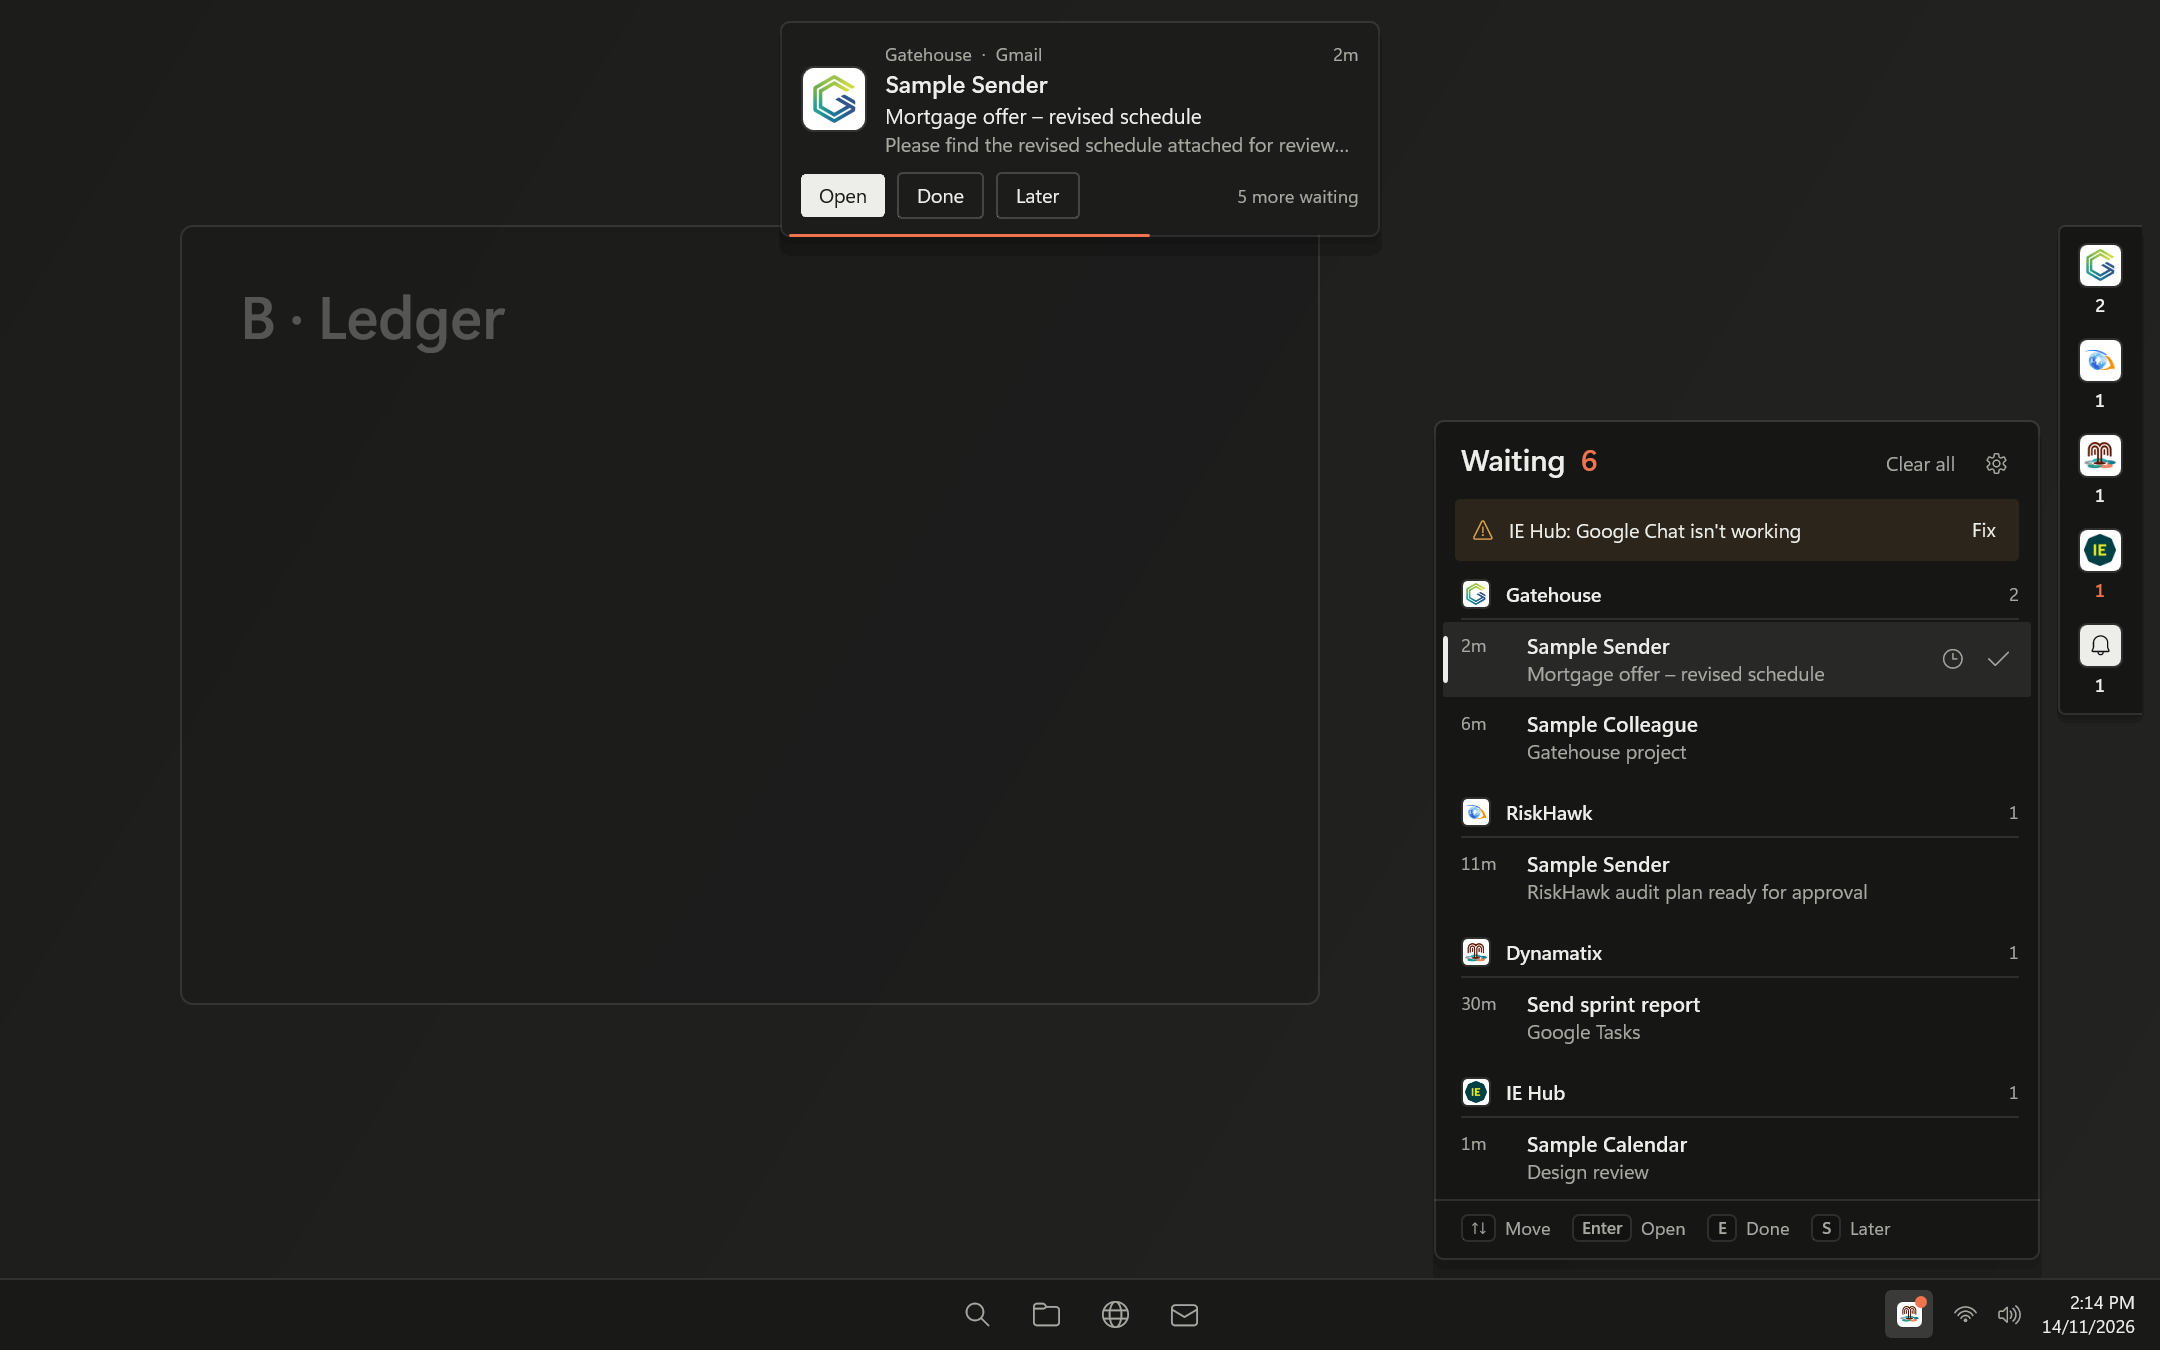 Gatehouse · Gmail 2m
Sample Sender
Mortgage offer – revised schedule
Please find the revised schedule attached for review...
Open Done Later 5 more waiting
B · Ledger
2
1
1
IE
1
1
Waiting 6 Clear all
IE Hub: Google Chat isn't working Fix
Gatehouse 2
2m Sample Sender
Mortgage offer – revised schedule
6m Sample Colleague
Gatehouse project
RiskHawk 1
11m Sample Sender
RiskHawk audit plan ready for approval
Dynamatix 1
30m Send sprint report
Google Tasks
IE IE Hub 1
1m Sample Calendar
Design review
↑↓ Move Enter Open E Done S Later
2:14 PM
14/11/2026